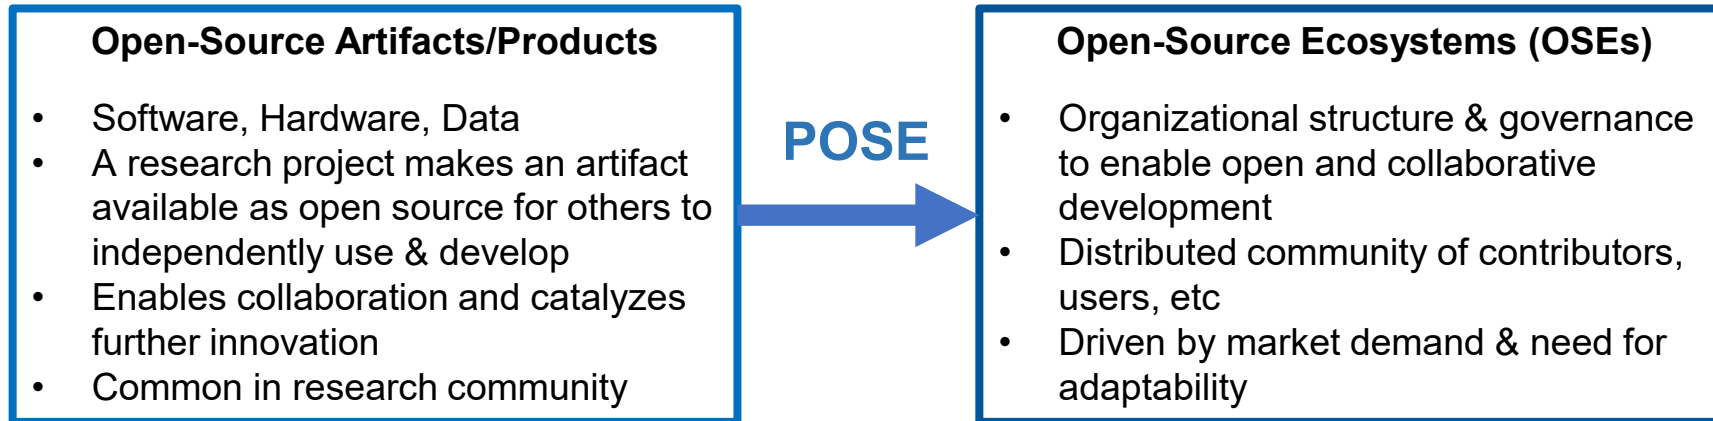 Open-Source Artifacts/Products
• Software, Hardware, Data
• A research project makes an artifact
available as open source for others to
independently use & develop
• Enables collaboration and catalyzes
further innovation
• Common in research community
POSE
Open-Source Ecosystems (OSEs)
• Organizational structure & governance
to enable open and collaborative
development
• Distributed community of contributors,
users, etc
• Driven by market demand & need for
adaptability